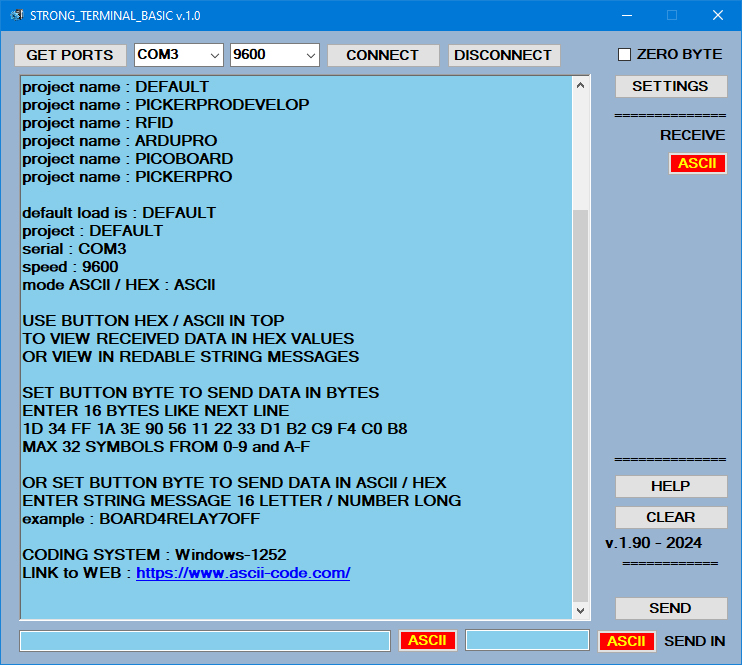 STRONG_TERMINAL_BASIC v.1.0
GET PORTS COM3 9600 CONNECT DISCONNECT ZERO BYTE
SETTINGS
==============
RECEIVE
ASCII
project name : DEFAULT
project name : PICKERPRODEVELOP
project name : RFID
project name : ARDUPRO
project name : PICOBOARD
project name : PICKERPRO
default load is : DEFAULT
project : DEFAULT
serial : COM3
speed : 9600
mode ASCII / HEX : ASCII
USE BUTTON HEX / ASCII IN TOP
TO VIEW RECEIVED DATA IN HEX VALUES
OR VIEW IN REDABLE STRING MESSAGES
SET BUTTON BYTE TO SEND DATA IN BYTES
ENTER 16 BYTES LIKE NEXT LINE
1D 34 FF 1A 3E 90 56 11 22 33 D1 B2 C9 F4 C0 B8
MAX 32 SYMBOLS FROM 0-9 and A-F
OR SET BUTTON BYTE TO SEND DATA IN ASCII / HEX
ENTER STRING MESSAGE 16 LETTER / NUMBER LONG
example : BOARD4RELAY7OFF
CODING SYSTEM : Windows-1252
LINK to WEB : https://www.ascii-code.com/
==============
HELP
CLEAR
v.1.90 - 2024
============
SEND
ASCII ASCII SEND IN